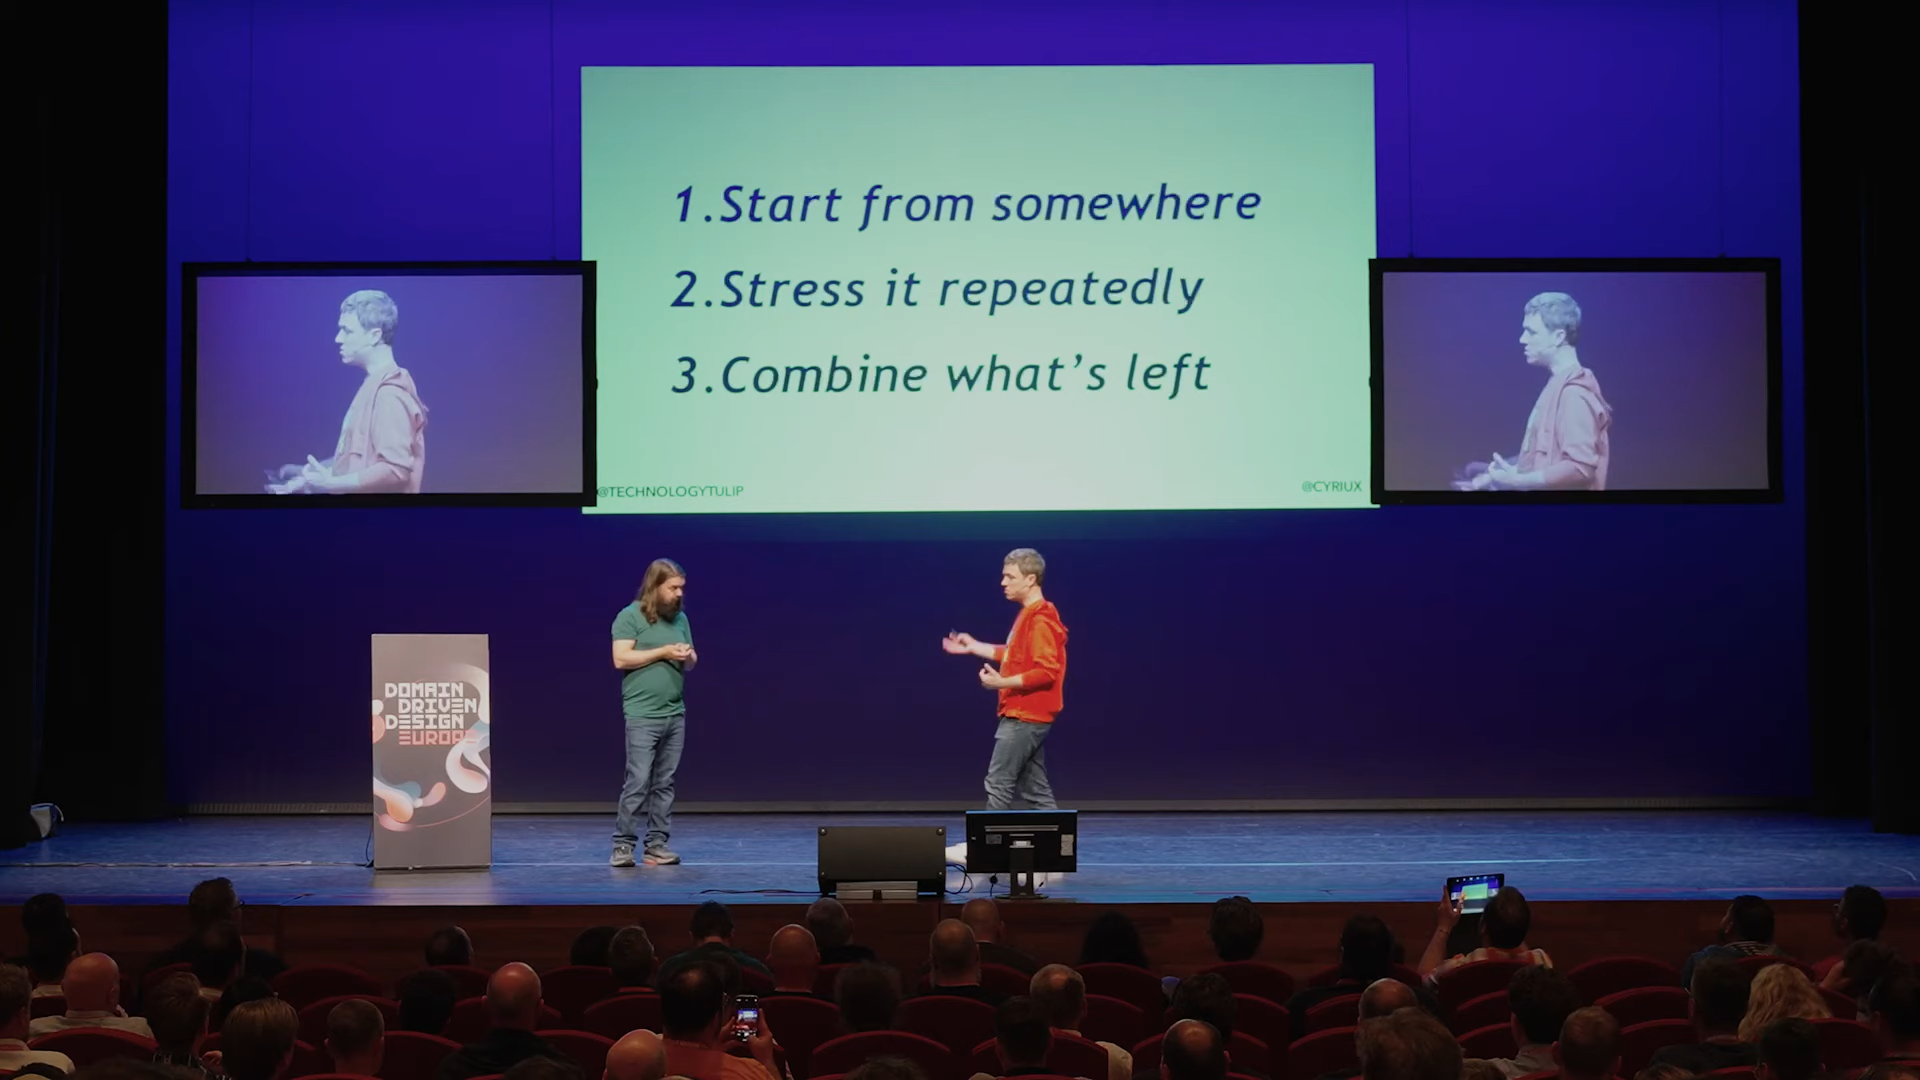 1.Start from somewhere
2.Stress it repeatedly
3.Combine what's left
@TECHNOLOGYTULIP
@CYRIUX
DOMAIN
DRIVEN
DESIGN
EUROPE